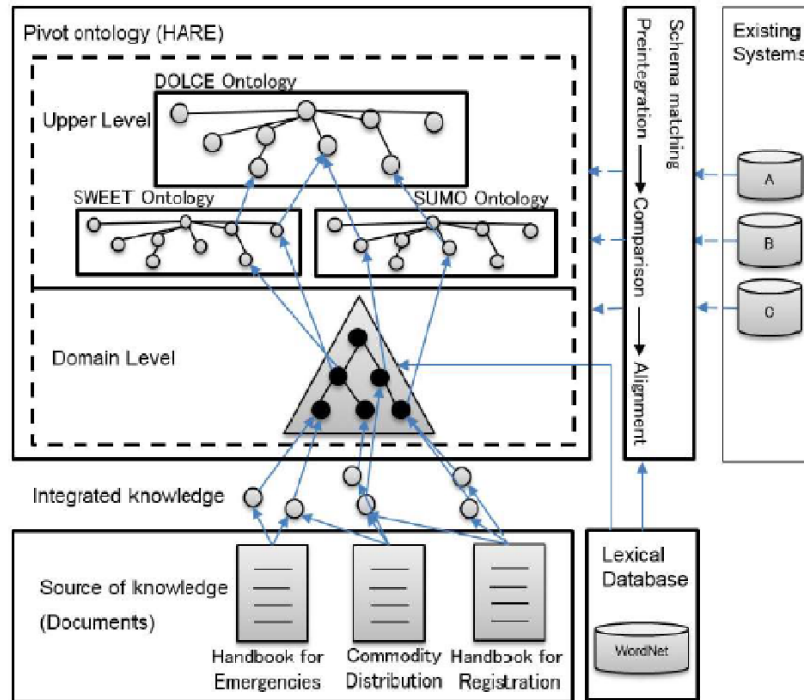 Pivot ontology (HARE)
DOLCE Ontology
Upper Level
SWEET Ontology
SUMO Ontology
Domain Level
Integrated knowledge
Source of knowledge
(Documents)
Handbook for
Emergencies
Commodity
Distribution
Handbook for
Registration
Schema matching
Preintegration
Comparison
Alignment
Existing
Systems
A
B
C
Lexical
Database
WordNet